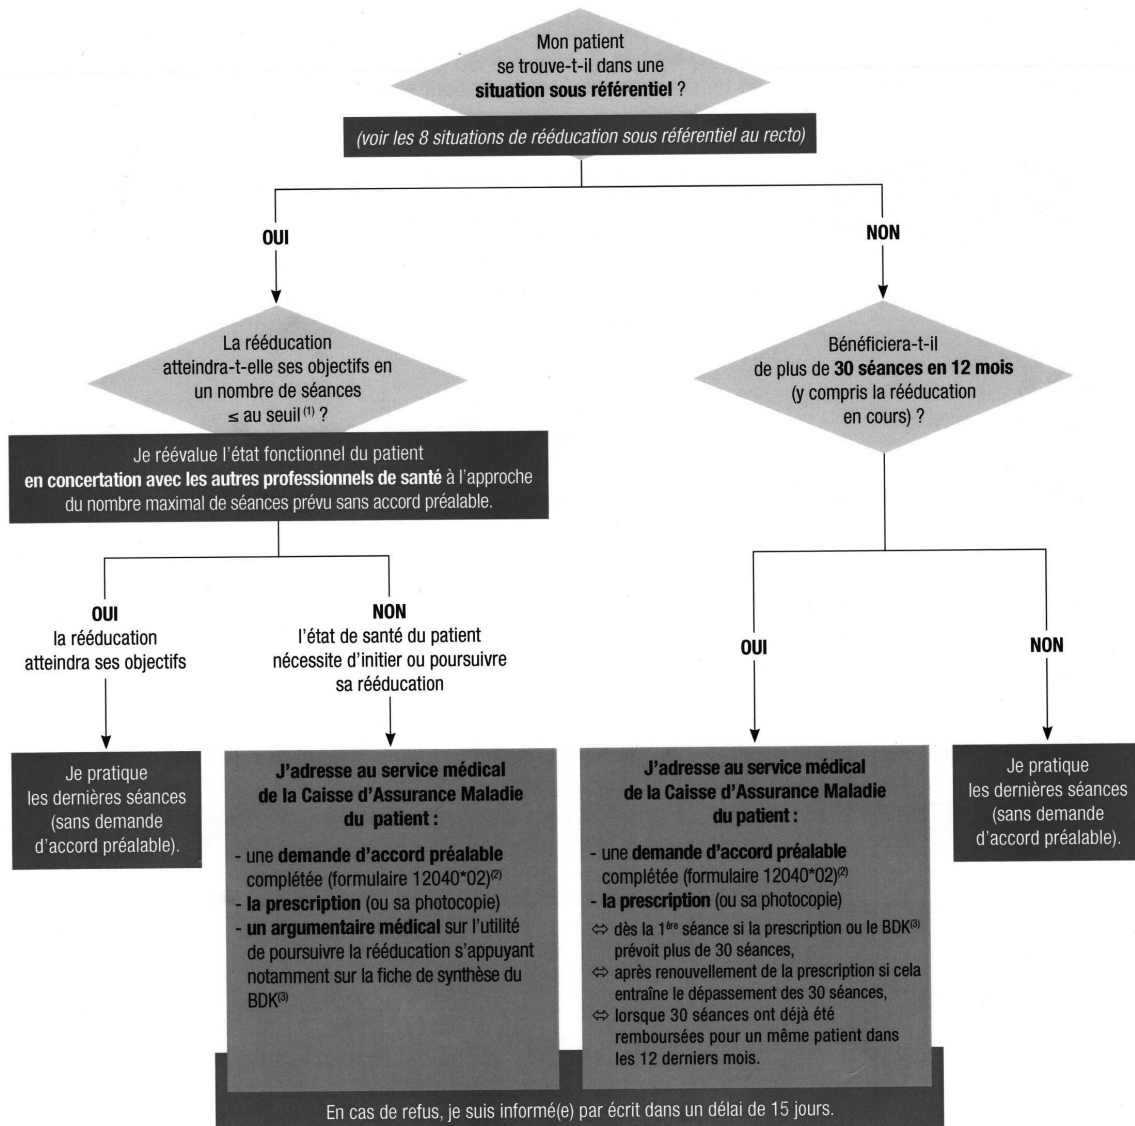 Mon patient
se trouve-t-il dans une
situation sous référentiel ?
(voir les 8 situations de rééducation sous référentiel au recto)
OUI
NON
La rééducation
atteindra-t-elle ses objectifs en
un nombre de séances
≤ au seuil (1) ?
Je réévalue l'état fonctionnel du patient
en concertation avec les autres professionnels de santé à l'approche
du nombre maximal de séances prévu sans accord préalable.
Bénéficiera-t-il
de plus de 30 séances en 12 mois
(y compris la rééducation
en cours) ?
OUI
la rééducation
atteindra ses objectifs
NON
l'état de santé du patient
nécessite d'initier ou poursuivre
sa rééducation
OUI
NON
Je pratique
les dernières séances
(sans demande
d'accord préalable).
J'adresse au service médical
de la Caisse d'Assurance Maladie
du patient :
- une demande d'accord préalable
complétée (formulaire 12040*02)(2)
- la prescription (ou sa photocopie)
- un argumentaire médical sur l'utilité
de poursuivre la rééducation s'appuyant
notamment sur la fiche de synthèse du
BDK(3)
J'adresse au service médical
de la Caisse d'Assurance Maladie
du patient :
- une demande d'accord préalable
complétée (formulaire 12040*02)(2)
- la prescription (ou sa photocopie)
⇔ dès la 1ère séance si la prescription ou le BDK(3)
prévoit plus de 30 séances,
⇔ après renouvellement de la prescription si cela
entraîne le dépassement des 30 séances,
⇔ lorsque 30 séances ont déjà été
remboursées pour un même patient dans
les 12 derniers mois.
Je pratique
les dernières séances
(sans demande
d'accord préalable).
En cas de refus, je suis informé(e) par écrit dans un délai de 15 jours.